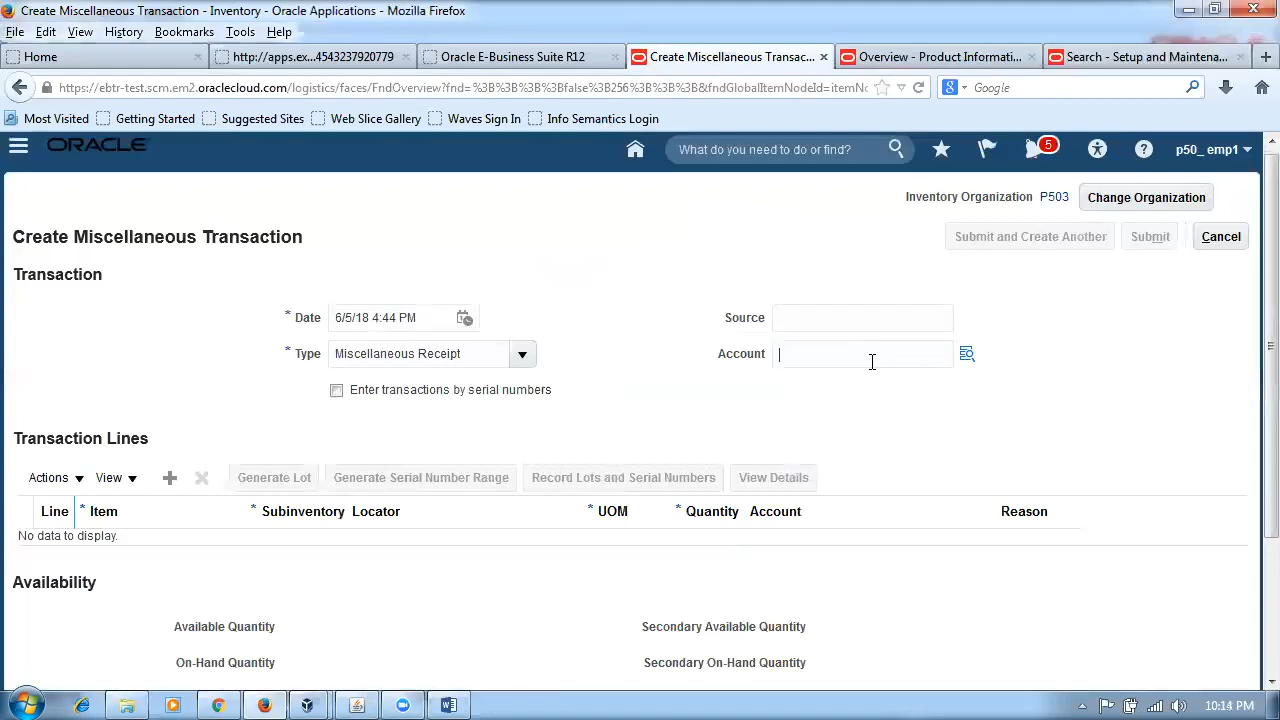 Create Miscellaneous Transaction - Inventory - Oracle Applications - Mozilla Firefox
File Edit View History Bookmarks Tools Help
Home
http://apps.ex...4543237920779
Oracle E-Business Suite R12
Create Miscellaneous Transac...
Overview - Product Informati...
Search - Setup and Maintena...
https://ebtr-test.scm.em2.oraclecloud.com/logistics/faces/FndOverview?fnd=%3B%3B%3B%3Bfalse%3B256%3B%3B%3B&fndGlobalItemNodeId=itemNo
Google
Most Visited Getting Started Suggested Sites Web Slice Gallery Waves Sign In Info Semantics Information
ORACLE
What do you need to do or find?
5
p50_ emp1
Inventory Organization P503 Change Organization
Create Miscellaneous Transaction
Submit and Create Another Submit Cancel
Transaction
* Date 6/5/18 4:44 PM
Source
* Type Miscellaneous Receipt
Account
Enter transactions by serial numbers
Transaction Lines
Actions View Generate Lot Generate Serial Number Range Record Lots and Serial Numbers View Details
Line * Item * Subinventory Locator * UOM * Quantity Account Reason
No data to display.
Availability
Available Quantity Secondary Available Quantity
On-Hand Quantity Secondary On-Hand Quantity
10:14 PM